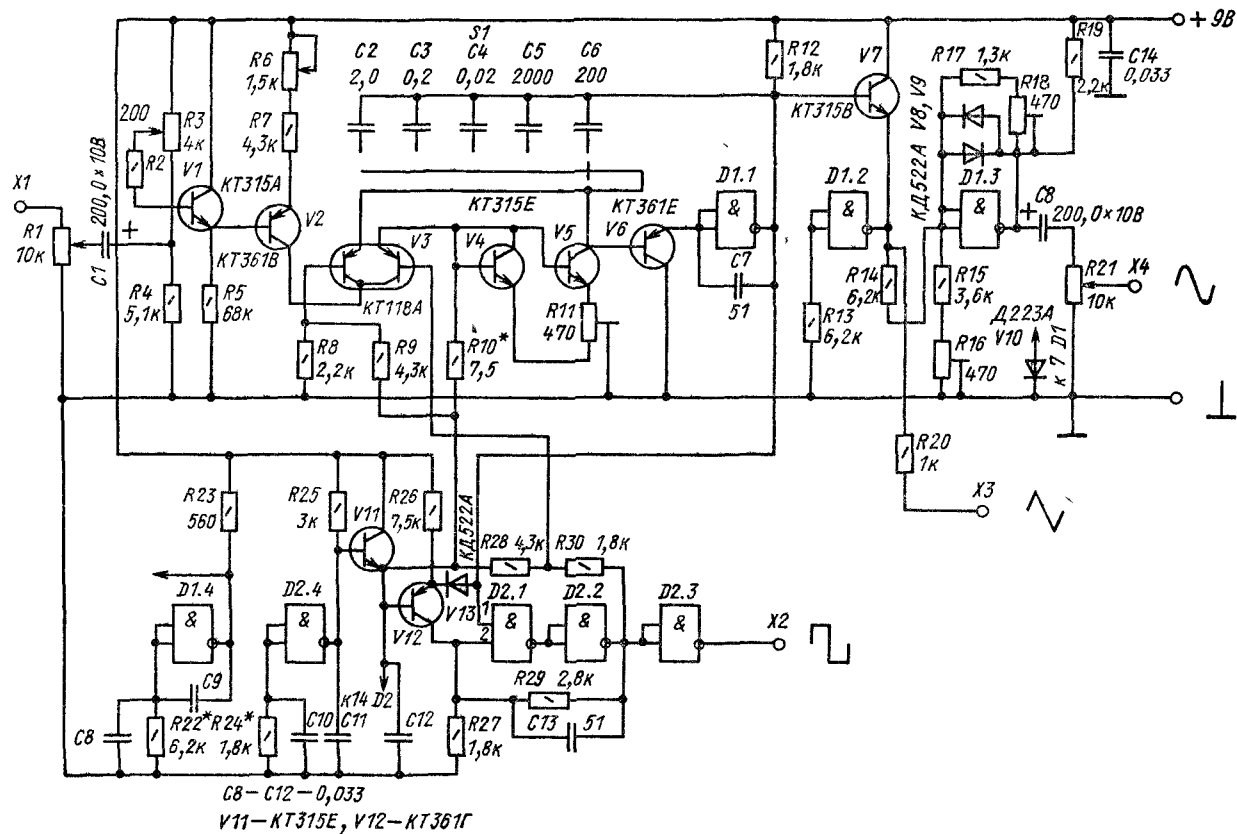 + 9В
S1
C2
2,0
C3
0,2
C4
0,02
C5
2000
C6
200
R6
1,5к
R12
1,8к
V7
КТ315В
R17 1,3к
R18
470
R19
2,2к
C14
0,033
КД522А V8, V9
200
R3
4к
R2
R7
4,3к
X1
R1
10к
C1
200,0×10В
+
V1
КТ315А
V2
КТ361В
КТ315Е
КТ361Е
V3
КТ118А
V4
V5
V6
D1.1
&
C7
51
D1.2
&
D1.3
&
C8
+
200,0×10В
R4
5,1к
R5
68к
R8
2,2к
R9
4,3к
R10*
7,5
R11
470
R13
6,2к
R14
6,2к
R15
3,6к
R16
470
Д223А
V10
к 7 D1
R21
10к
X4
R20
1к
X3
R23
560
R25
3к
V11
R26
7,5к
КД522А
R28 4,3к
R30 1,8к
D1.4
&
D2.4
&
V12
V13
D2.1
1
2
&
D2.2
&
D2.3
&
X2
C8
R22*
6,2к
C9
R24*
1,8к
C10
C11
к14 D2
C12
R27
1,8к
R29 2,8к
C13
51
C8–C12–0,033
V11–КТ315Е, V12–КТ361Г